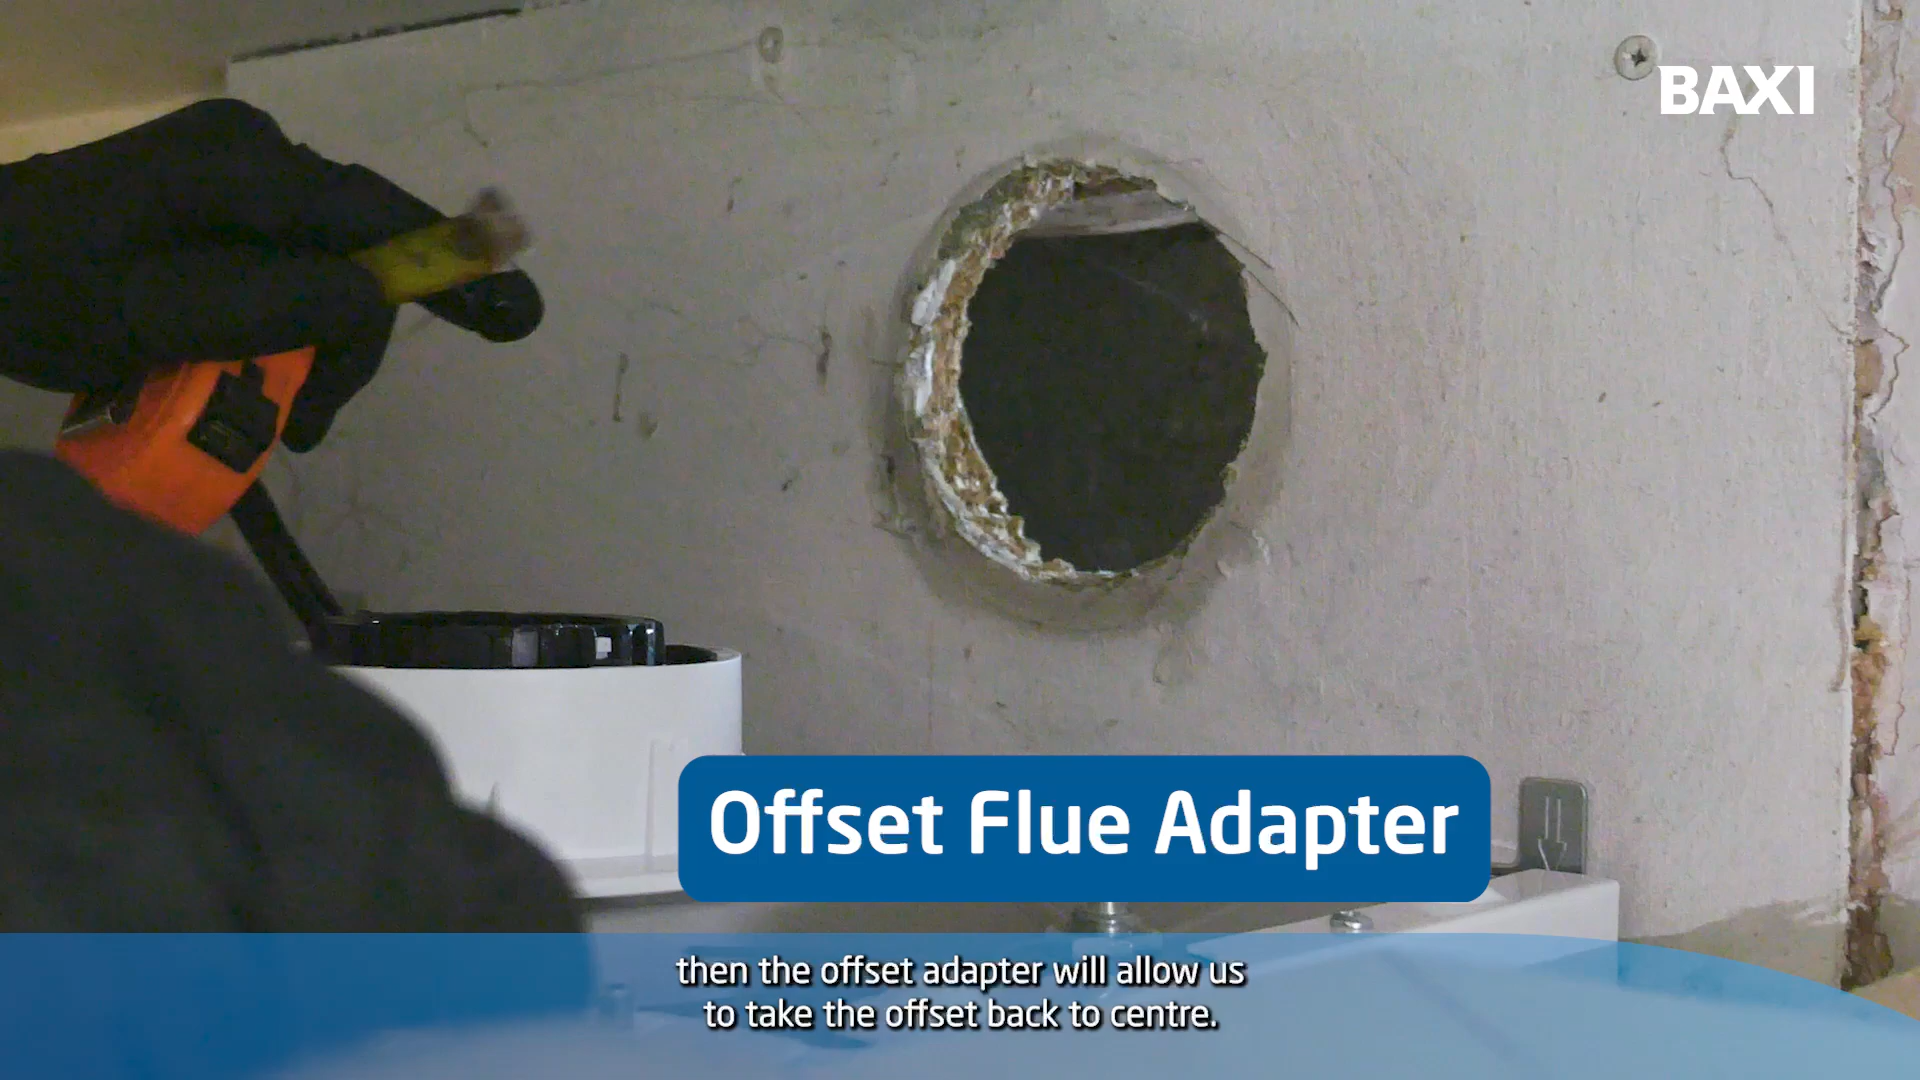 BAXI
Offset Flue Adapter
then the offset adapter will allow us
to take the offset back to centre.